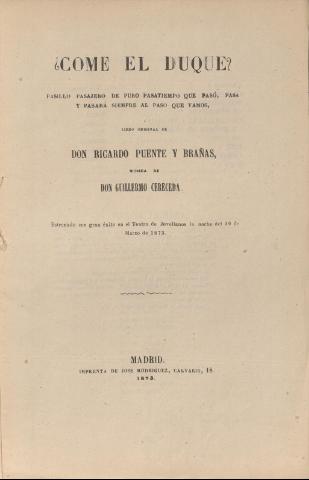 ¿COME EL DUQUE?
PASILLO PASAJERO DE PURO PASATIEMPO QUE PASÓ, PASA
Y PASARÁ SIEMPRE AL PASO QUE VAMOS,
LIBRO ORIGINAL DE
DON RICARDO PUENTE Y BRAÑAS,
MÚSICA DE
DON GUILLERMO CERECEDA
Estrenado con gran éxito en el Teatro de Jovellanos la noche del de
Marzo de 1873.
MADRID.
IMPRENTA DE JOSÉ RODRIGUEZ, CALVARIO, 18.
1873.